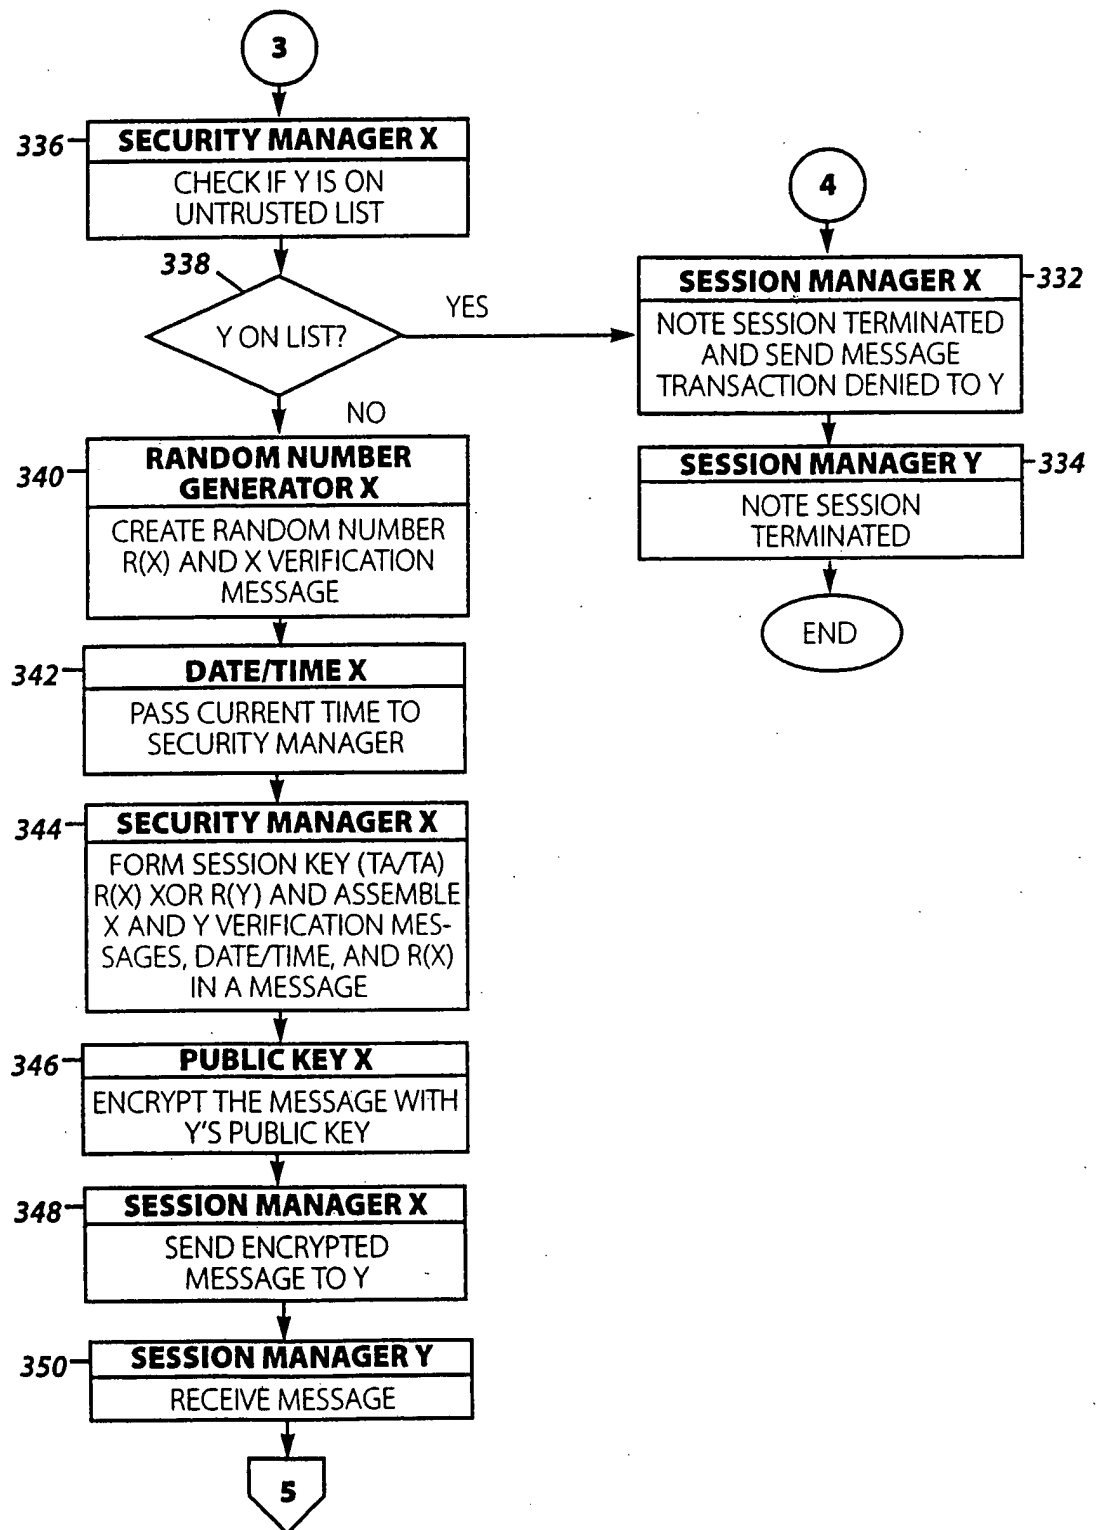 3
336
SECURITY MANAGER X
CHECK IF Y IS ON
UNTRUSTED LIST
338
Y ON LIST?
YES
NO
340
RANDOM NUMBER
GENERATOR X
CREATE RANDOM NUMBER
R(X) AND X VERIFICATION
MESSAGE
342
DATE/TIME X
PASS CURRENT TIME TO
SECURITY MANAGER
344
SECURITY MANAGER X
FORM SESSION KEY (TA/TA)
R(X) XOR R(Y) AND ASSEMBLE
X AND Y VERIFICATION MES-
SAGES, DATE/TIME, AND R(X)
IN A MESSAGE
346
PUBLIC KEY X
ENCRYPT THE MESSAGE WITH
Y'S PUBLIC KEY
348
SESSION MANAGER X
SEND ENCRYPTED
MESSAGE TO Y
350
SESSION MANAGER Y
RECEIVE MESSAGE
5
4
SESSION MANAGER X
332
NOTE SESSION TERMINATED
AND SEND MESSAGE
TRANSACTION DENIED TO Y
SESSION MANAGER Y
334
NOTE SESSION
TERMINATED
END